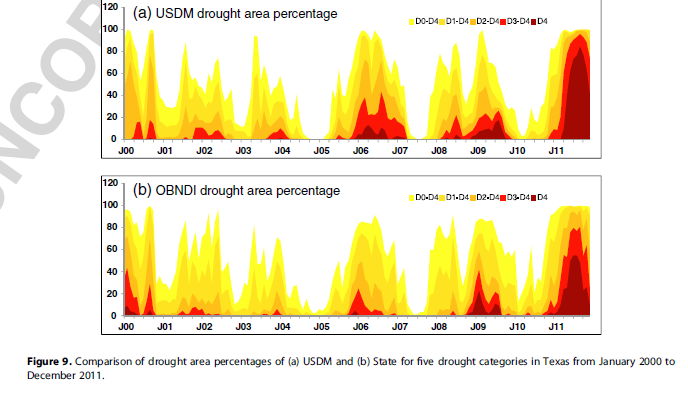 (a) USDM drought area percentage
D0-D4 D1-D4 D2-D4 D3-D4 D4
120
100
80
60
40
20
0
J00 J01 J02 J03 J04 J05 J06 J07 J08 J09 J10 J11
(b) OBNDI drought area percentage
D0-D4 D1-D4 D2-D4 D3-D4 D4
120
100
80
60
40
20
0
J00 J01 J02 J03 J04 J05 J06 J07 J08 J09 J10 J11
Figure 9. Comparison of drought area percentages of (a) USDM and (b) State for five drought categories in Texas from January 2000 to
December 2011.
NCOR